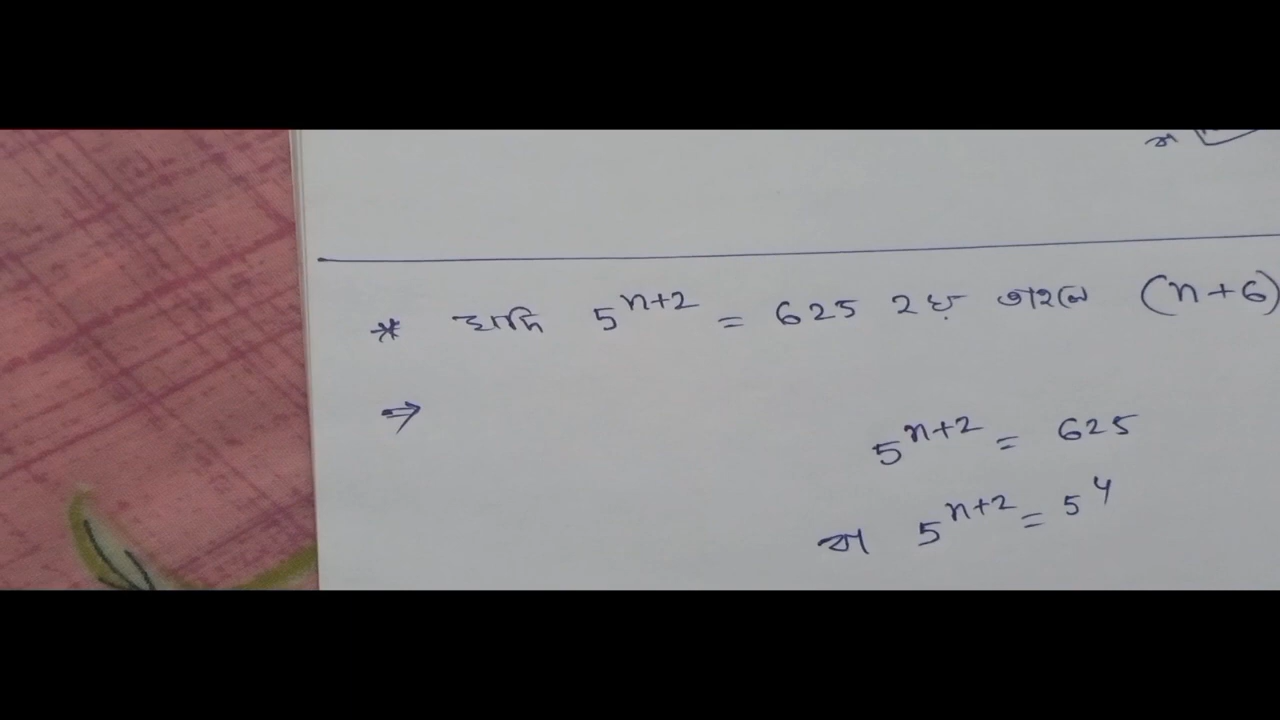 বা
* যদি 5^{n+2} = 625 হয় তাহলে (n+6)
⇒
5^{n+2} = 625
বা 5^{n+2} = 5^4